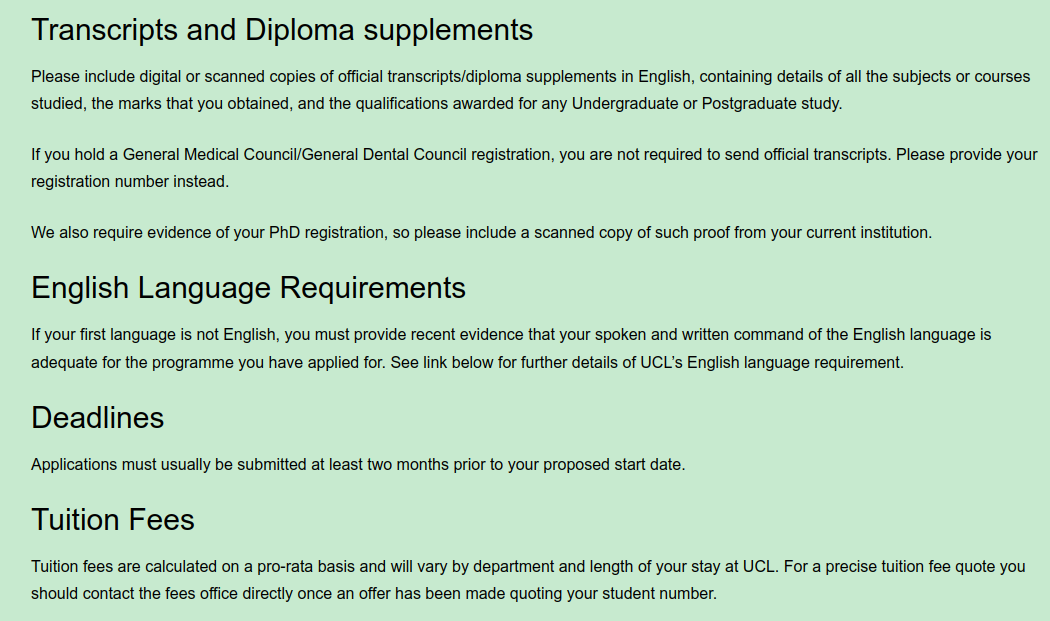 Transcripts and Diploma supplements
Please include digital or scanned copies of official transcripts/diploma supplements in English, containing details of all the subjects or courses
studied, the marks that you obtained, and the qualifications awarded for any Undergraduate or Postgraduate study.
If you hold a General Medical Council/General Dental Council registration, you are not required to send official transcripts. Please provide your
registration number instead.
We also require evidence of your PhD registration, so please include a scanned copy of such proof from your current institution.
English Language Requirements
If your first language is not English, you must provide recent evidence that your spoken and written command of the English language is
adequate for the programme you have applied for. See link below for further details of UCL’s English language requirement.
Deadlines
Applications must usually be submitted at least two months prior to your proposed start date.
Tuition Fees
Tuition fees are calculated on a pro-rata basis and will vary by department and length of your stay at UCL. For a precise tuition fee quote you
should contact the fees office directly once an offer has been made quoting your student number.